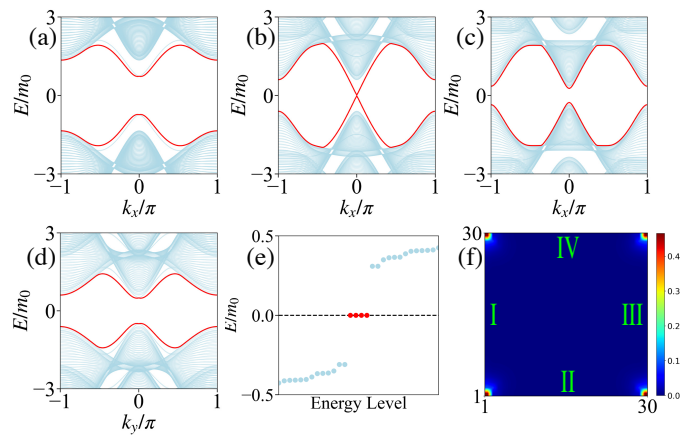 (a)
3
0
−3
E/m₀
−1
0
1
kₓ/π
(b)
3
0
−3
E/m₀
−1
0
1
kₓ/π
(c)
3
0
−3
E/m₀
−1
0
1
kₓ/π
(d)
3
0
−3
E/m₀
−1
0
1
k_y/π
(e)
0.5
0.0
−0.5
E/m₀
Energy Level
(f)
30
1
1
30
IV
I
III
II
0.4
0.3
0.2
0.1
0.0